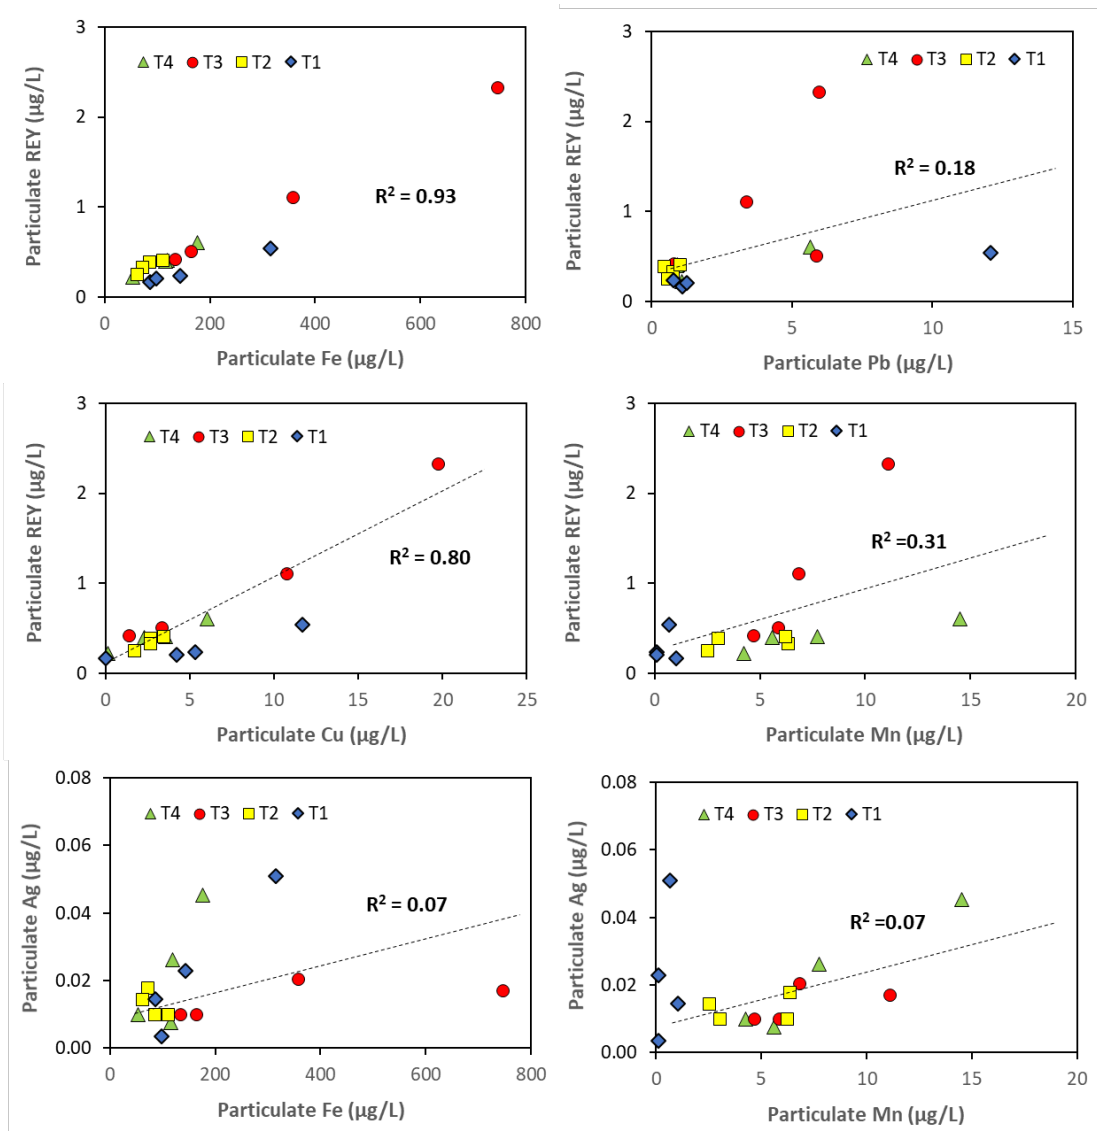 Particulate REY (µg/L)
3
2
1
0
T4 T3 T2 T1
R² = 0.93
0 200 400 600 800
Particulate Fe (µg/L)
Particulate REY (µg/L)
3
2
1
0
T4 T3 T2 T1
R² = 0.18
0 5 10 15
Particulate Pb (µg/L)
Particulate REY (µg/L)
3
2
1
0
T4 T3 T2 T1
R² = 0.80
0 5 10 15 20 25
Particulate Cu (µg/L)
Particulate REY (µg/L)
3
2
1
0
T4 T3 T2 T1
R² =0.31
0 5 10 15 20
Particulate Mn (µg/L)
Particulate Ag (µg/L)
0.08
0.06
0.04
0.02
0.00
T4 T3 T2 T1
R² = 0.07
0 200 400 600 800
Particulate Fe (µg/L)
Particulate Ag (µg/L)
0.08
0.06
0.04
0.02
0.00
T4 T3 T2 T1
R² =0.07
0 5 10 15 20
Particulate Mn (µg/L)